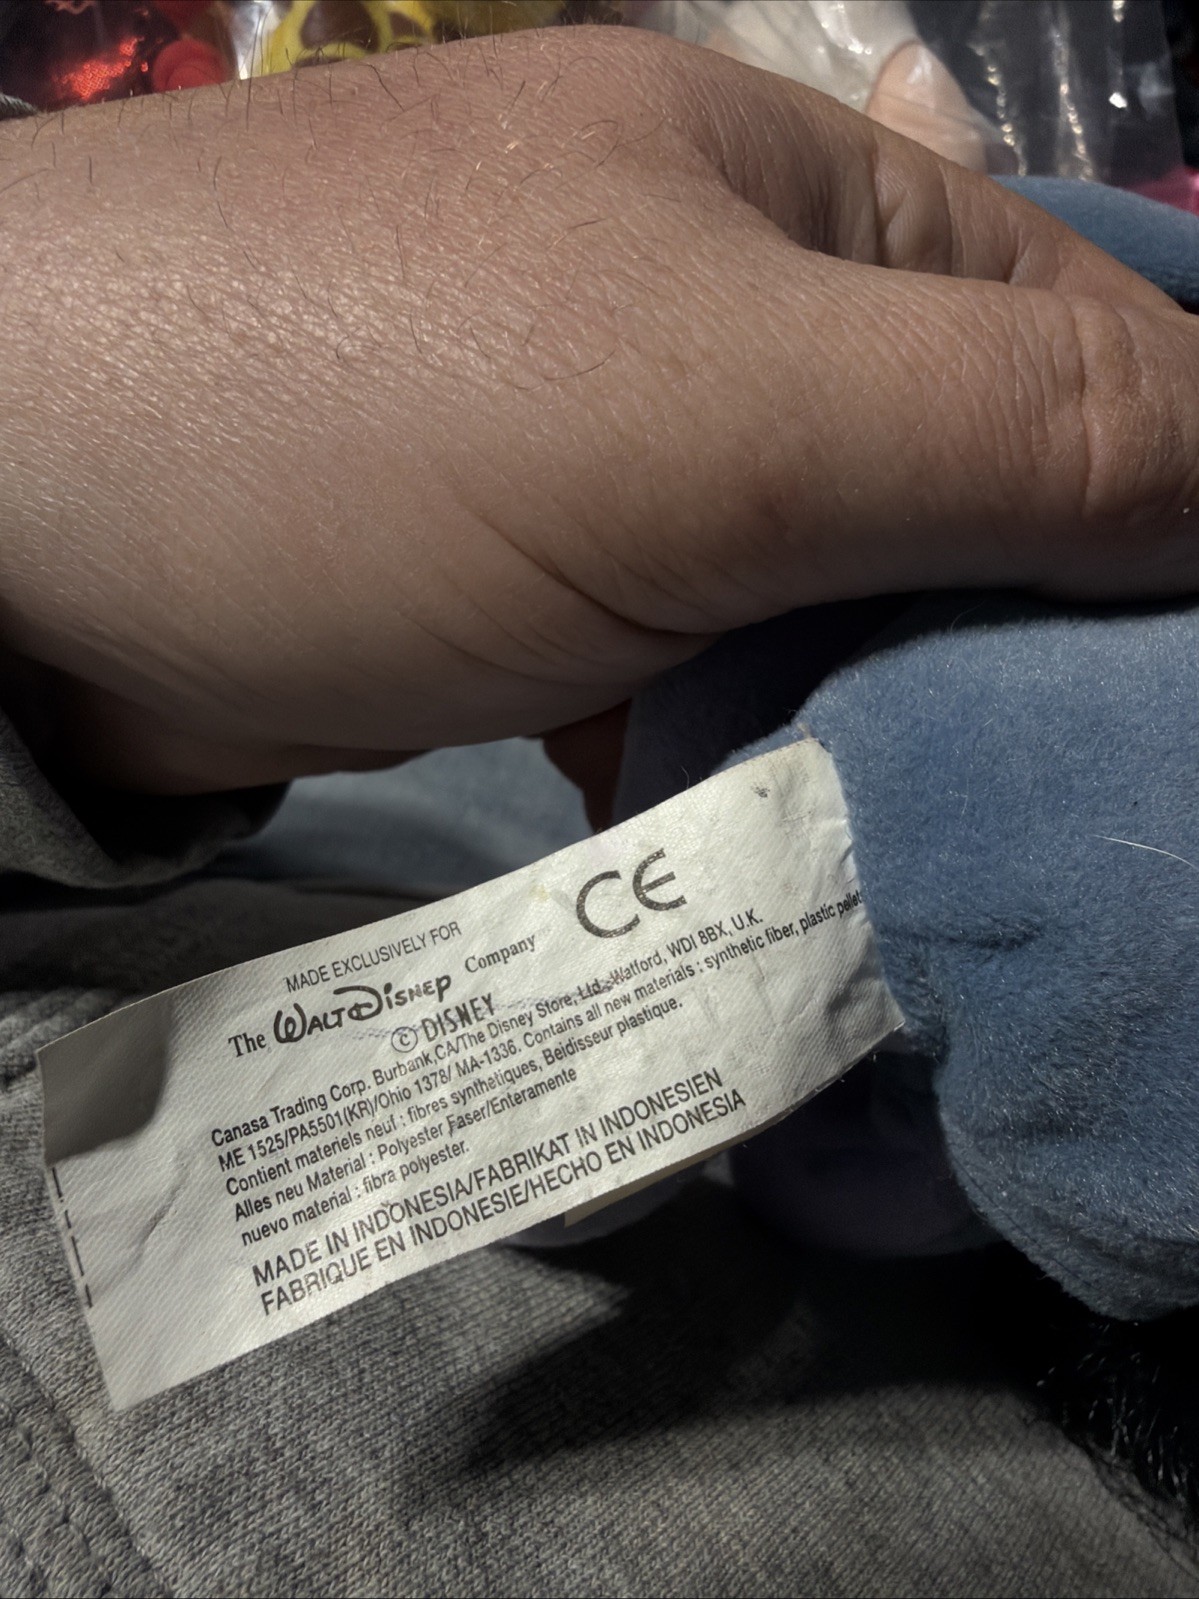 MADE EXCLUSIVELY FOR
The WALT DISNEP Company
CE
© DISNEY
Canasa Trading Corp. Burbank,CA/The Disney Store, Ltd., Watford, WDI 8BX, U.K.
ME 1525/PA5501(KR)/Ohio 1378/ MA-1336. Contains all new materials : synthetic fiber, plastic pellets
Contient materiels neuf : fibres synthetiques, Beidisseur plastique.
Alles neu Material : Polyester Faser/Enteramente
nuevo material : fibra polyester.
MADE IN INDONESIA/FABRIKAT IN INDONESIEN
FABRIQUE EN INDONESIE/HECHO EN INDONESIA